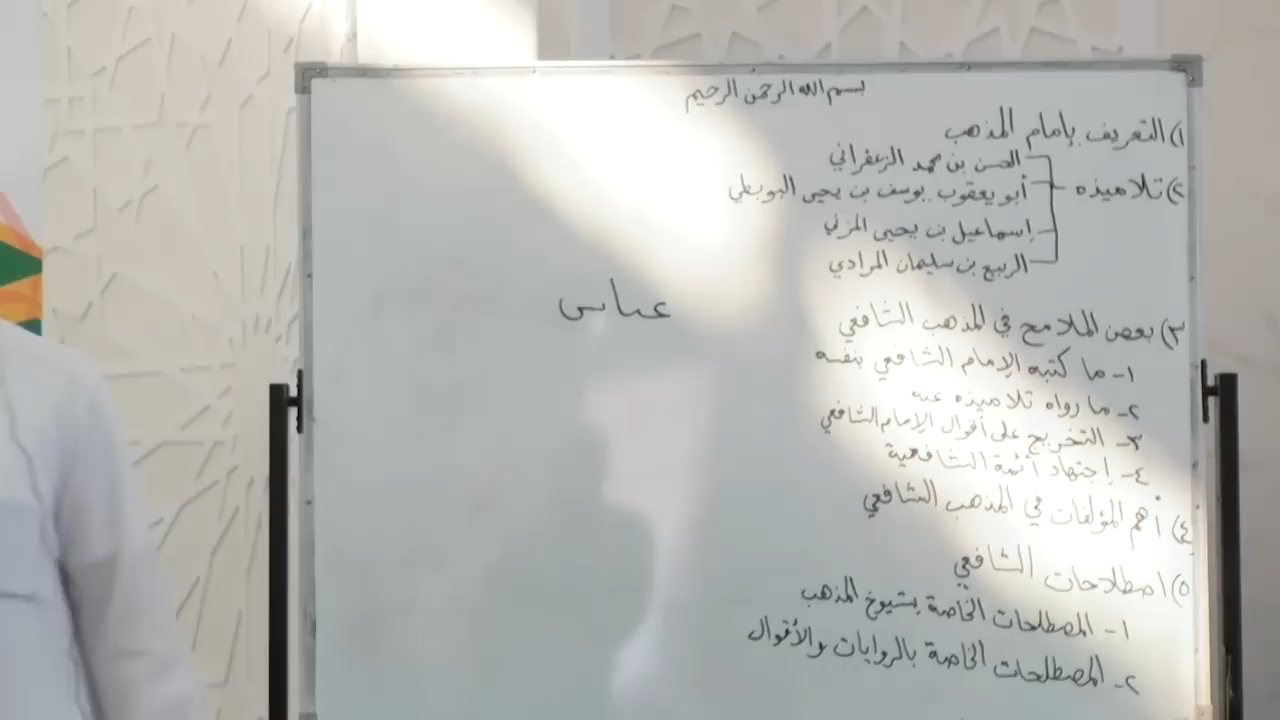 بسم الله الرحمن الرحيم
١) التعريف بإمام المذهب
٢) تلاميذه
الحسن بن محمد الزعفراني
أبو يعقوب يوسف بن يحيى البويطي
إسماعيل بن يحيى المزني
الربيع بن سليمان المرادي
عباس
٣) بعض الملامح في المذهب الشافعي
١- ما كتبه الإمام الشافعي بنفسه
٢- ما رواه تلاميذه عنه
٣- التخريج على أقوال الإمام الشافعي
٤- إجتهاد أئمة الشافعية
٤) أهم المؤلفات في المذهب الشافعي
٥) اصطلاحات الشافعي
١- المصطلحات الخاصة بشيوخ المذهب
٢- المصطلحات الخاصة بالروايات والأقوال